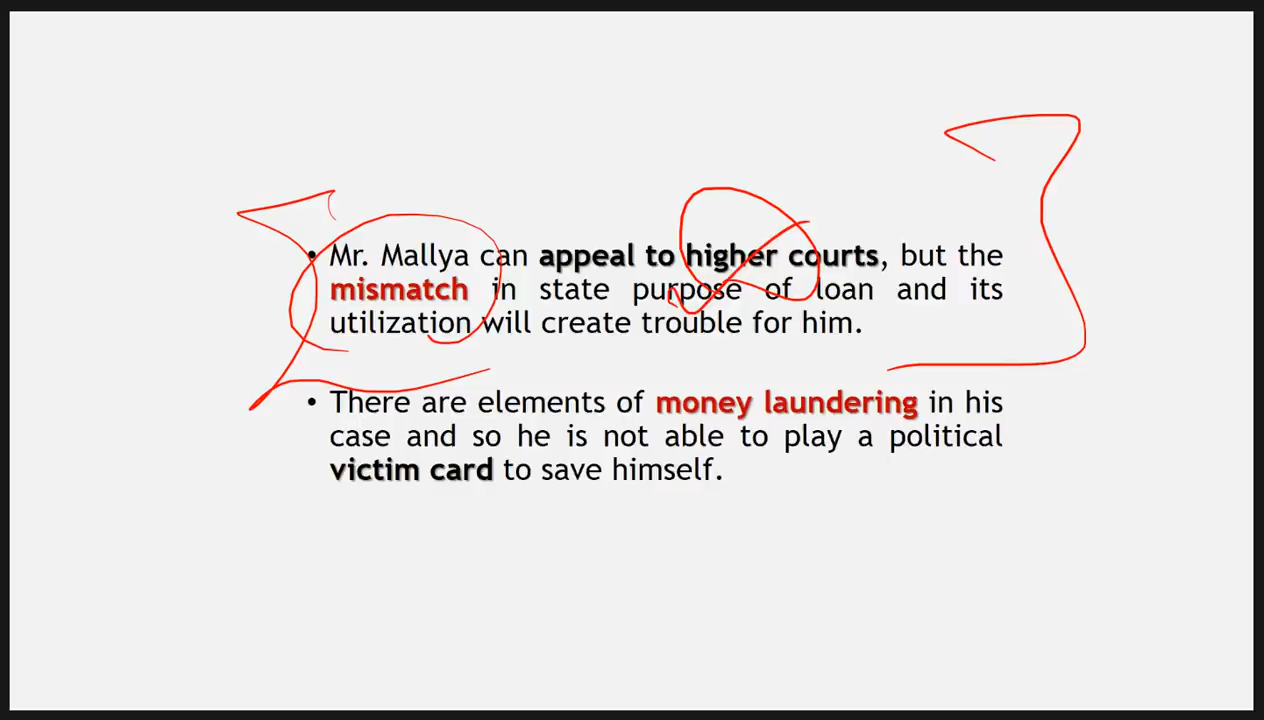 • Mr. Mallya can appeal to higher courts, but the
mismatch in state purpose of loan and its
utilization will create trouble for him.
• There are elements of money laundering in his
case and so he is not able to play a political
victim card to save himself.